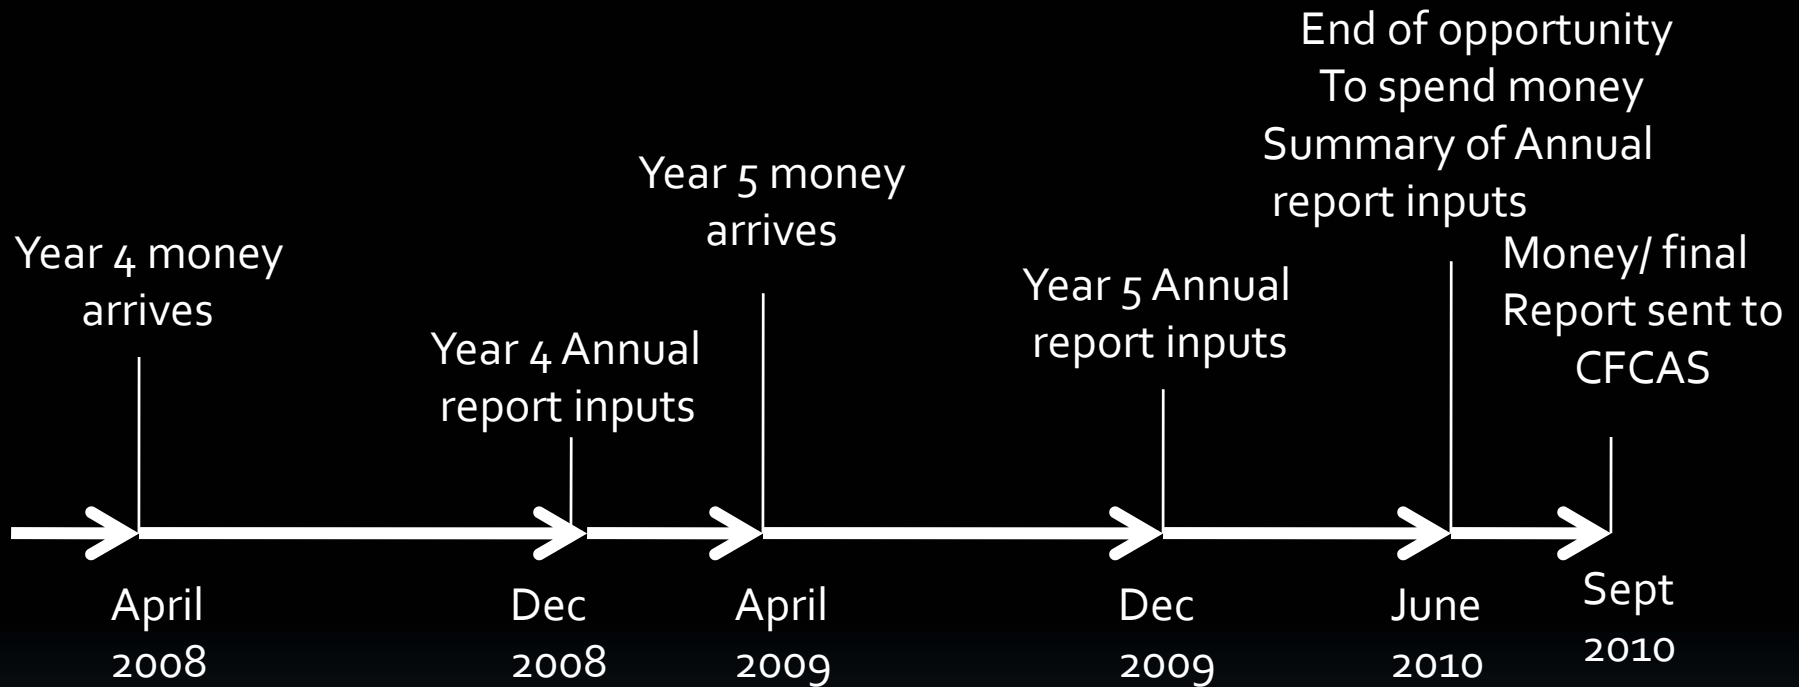 Year 4 money
arrives
Year 4 Annual
report inputs
Year 5 money
arrives
Year 5 Annual
report inputs
End of opportunity
To spend money
Summary of Annual
report inputs
Money/ final
Report sent to
CFCAS
April
2008
Dec
2008
April
2009
Dec
2009
June
2010
Sept
2010